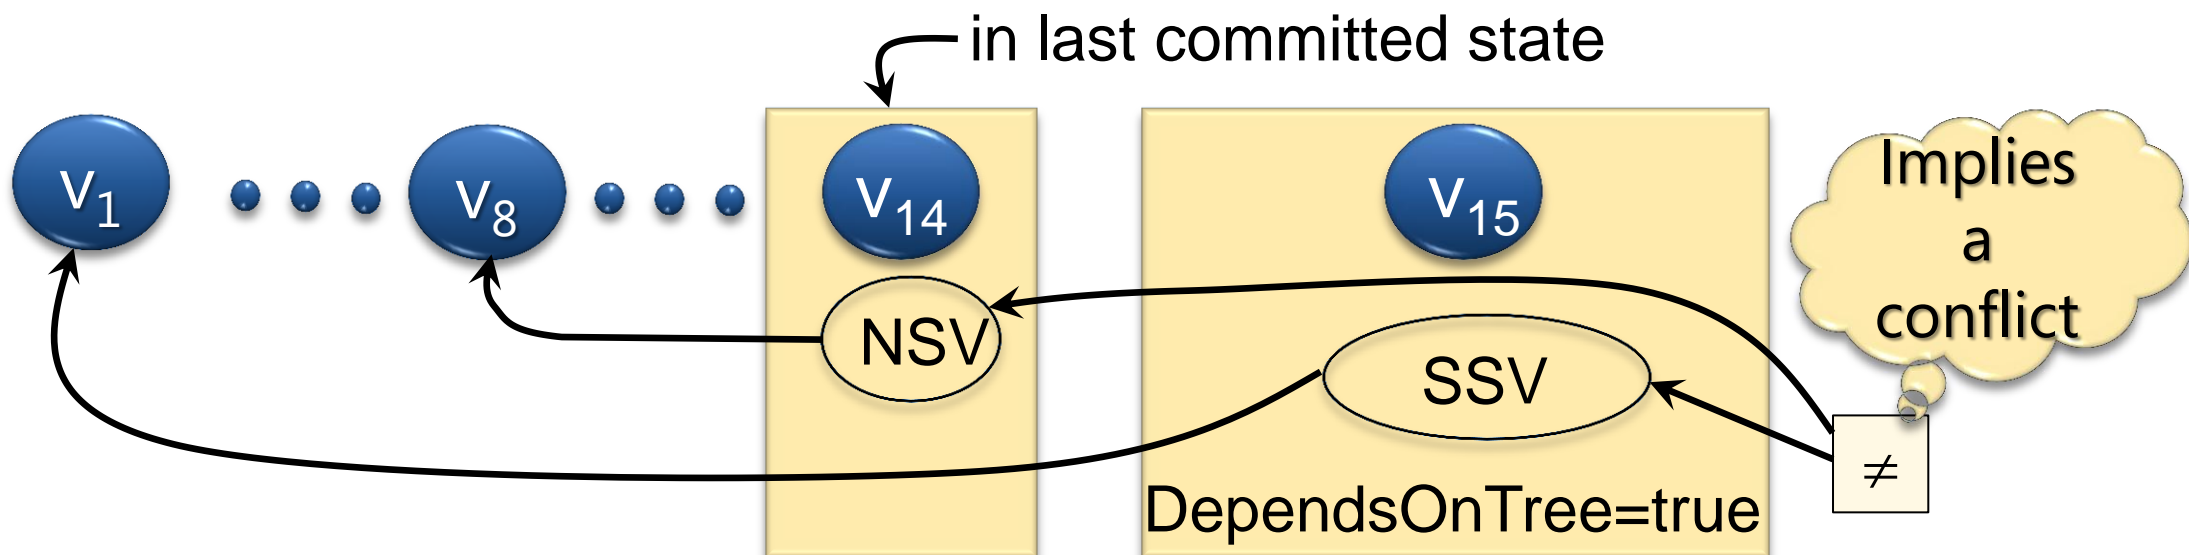 in last committed state
v1
v8
v14
v15
Implies
a
conflict
NSV
SSV
≠
DependsOnTree=true